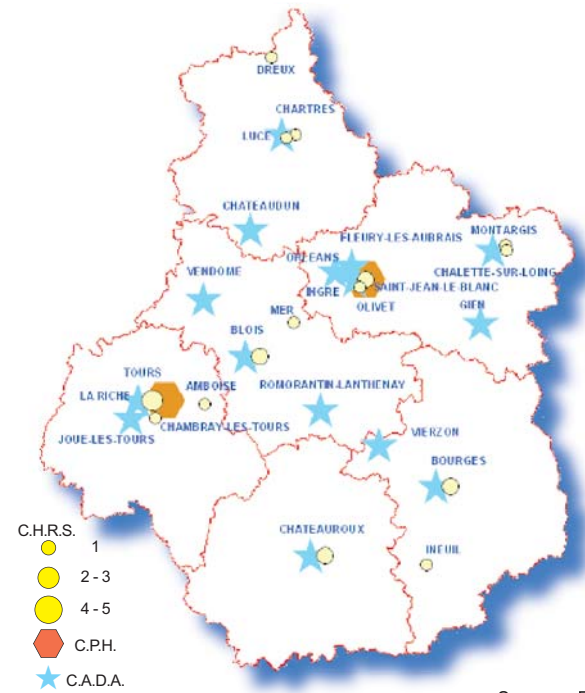 DREUX
CHARTRES
LUCE
CHATEAUDUN
FLEURY-LES-AUBRAIS
MONTARGIS
ORLEANS
CHALETTE-SUR-LOING
VENDOME
INGRE
SAINT-JEAN-LE-BLANC
OLIVET
GIEN
MER
BLOIS
TOURS
LA RICHE
AMBOISE
ROMORANTIN-LANTHENAY
CHAMBRAY-LES-TOURS
JOUE-LES-TOURS
VIERZON
BOURGES
CHATEAUROUX
INEUIL
C.H.R.S.
1
2 - 3
4 - 5
C.P.H.
C.A.D.A.